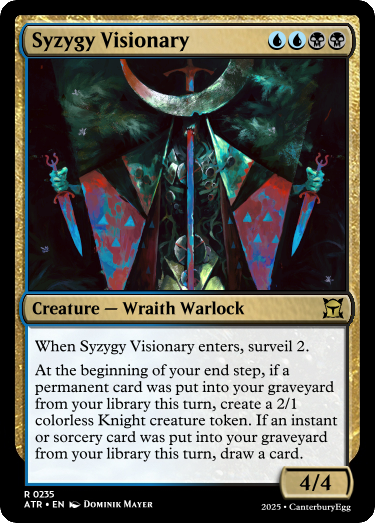 Syzygy Visionary
Creature — Wraith Warlock
When Syzygy Visionary enters, surveil 2.
At the beginning of your end step, if a
permanent card was put into your graveyard
from your library this turn, create a 2/1
colorless Knight creature token. If an instant
or sorcery card was put into your graveyard
from your library this turn, draw a card.
4/4
R 0235
ATR • EN Dominik Mayer
2025 • CanterburyEgg